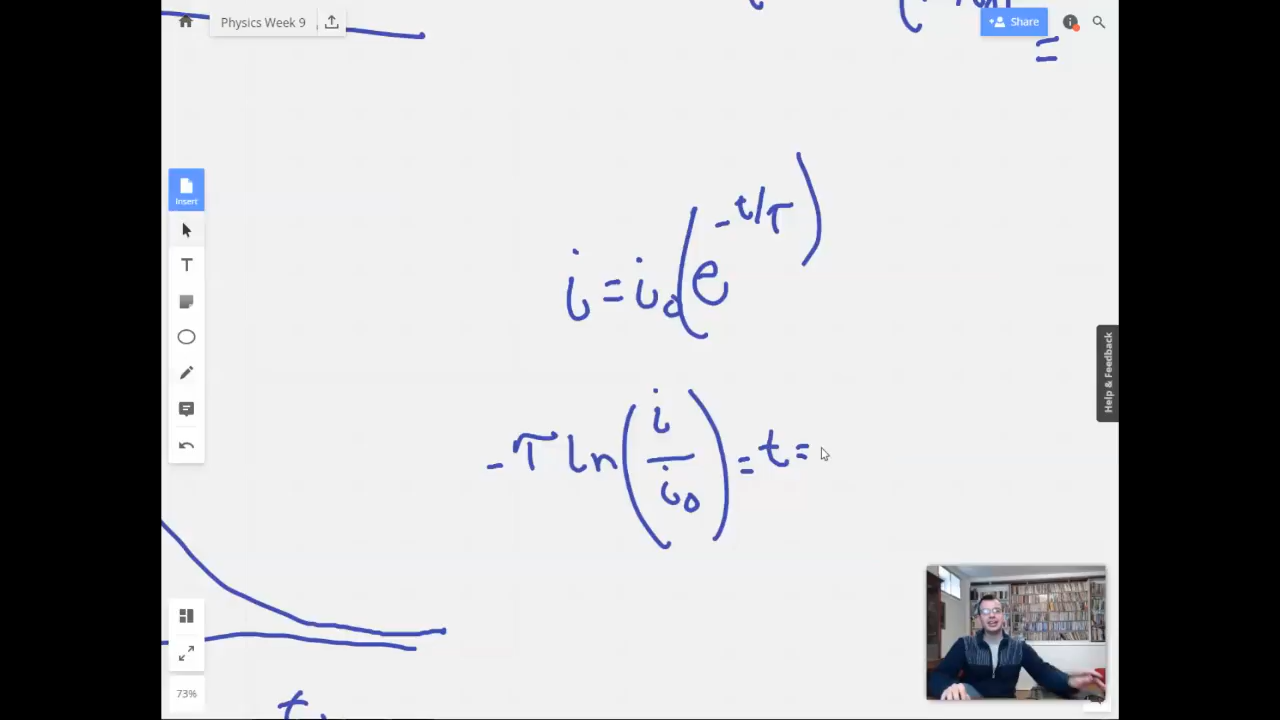 Physics Week 9
Share
=
Insert
T
i = i₀(e^(-t/τ))
-τ ln(i/i₀) = t =
Help & Feedback
73%
t